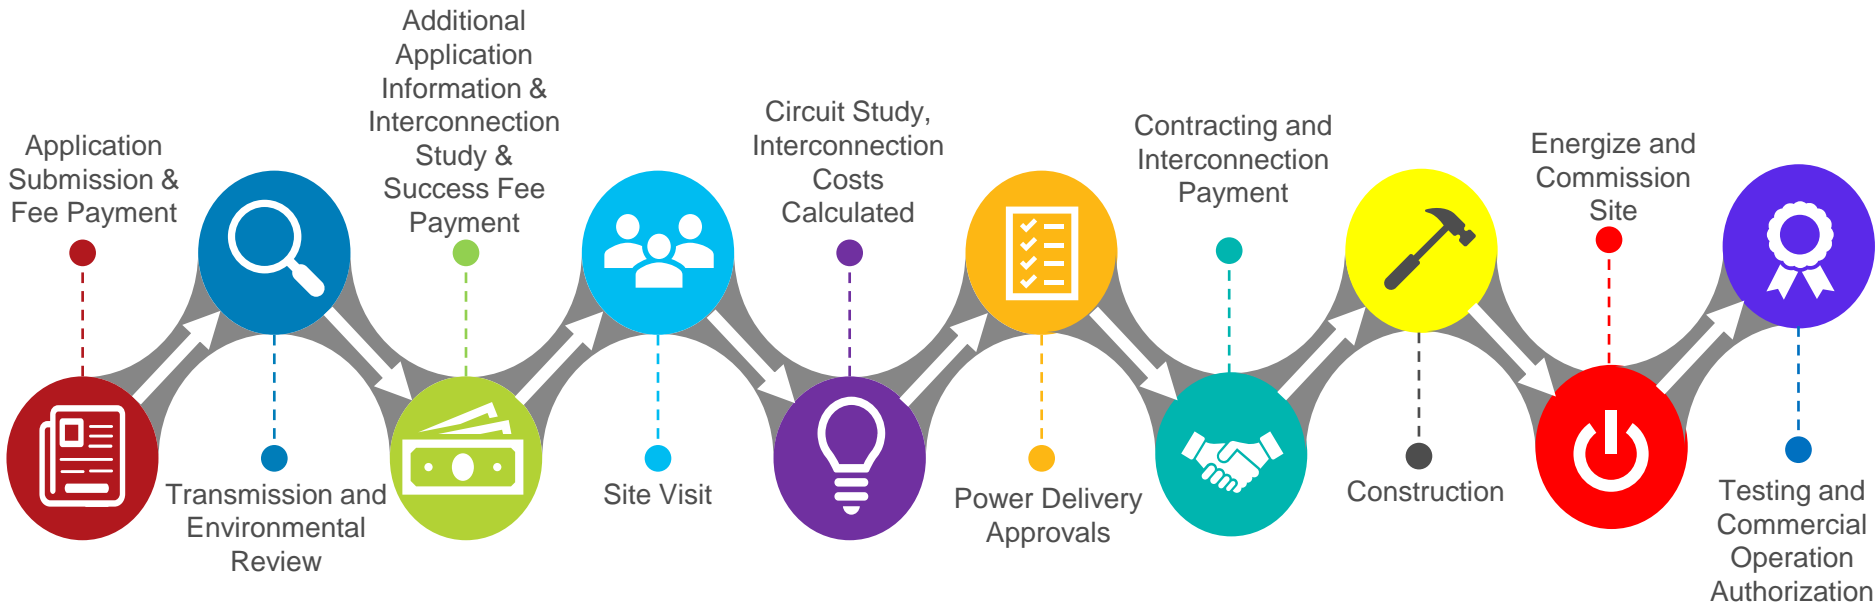 Application
Submission &
Fee Payment
Transmission and
Environmental
Review
Additional
Application
Information &
Interconnection
Study &
Success Fee
Payment
Site Visit
Circuit Study,
Interconnection
Costs
Calculated
Power Delivery
Approvals
Contracting and
Interconnection
Payment
Construction
Energize and
Commission
Site
Testing and
Commercial
Operation
Authorization